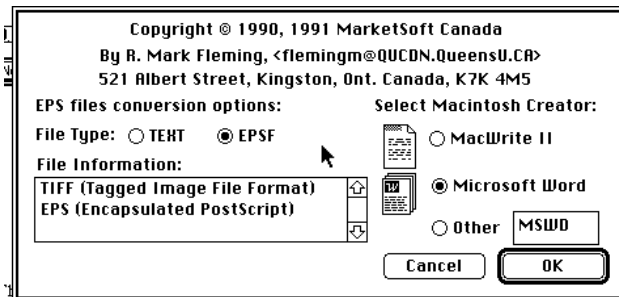 Copyright © 1990, 1991 MarketSoft Canada
By R. Mark Fleming, <flemingm@QUCDN.QueensU.CA>
521 Albert Street, Kingston, Ont. Canada, K7K 4M5
EPS files conversion options:
File Type: TEXT EPSF
File Information:
TIFF (Tagged Image File Format)
EPS (Encapsulated PostScript)
Select Macintosh Creator:
MacWrite II
W
Microsoft Word
Other MSWD
Cancel OK